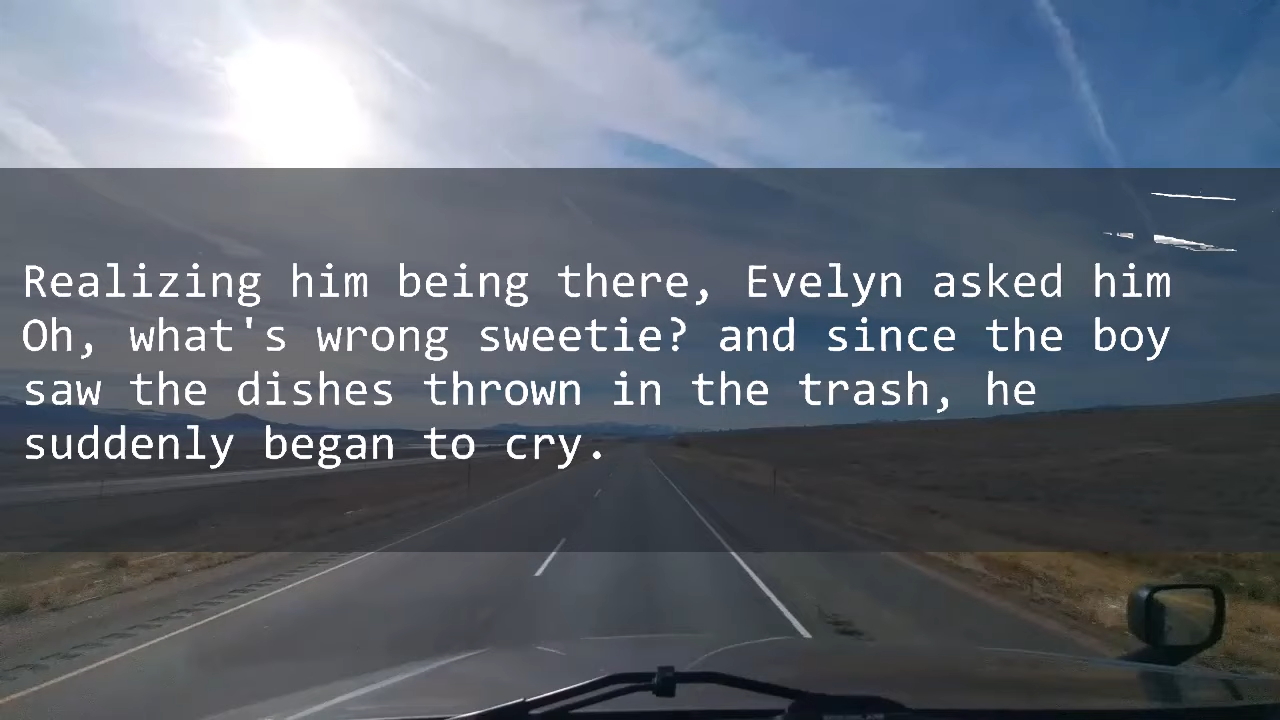 Realizing him being there, Evelyn asked him
Oh, what's wrong sweetie? and since the boy
saw the dishes thrown in the trash, he
suddenly began to cry.